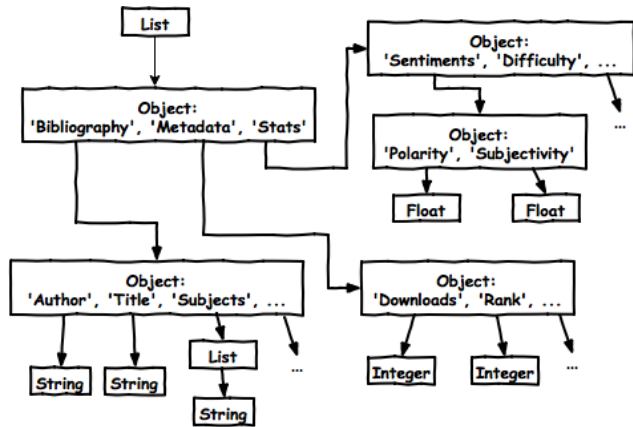 List
Object:
'Bibliography', 'Metadata', 'Stats'
Object:
'Sentiments', 'Difficulty', ...
...
Object:
'Polarity', 'Subjectivity'
Float
Float
Object:
'Author', 'Title', 'Subjects', ...
String
String
List
String
...
Object:
'Downloads', 'Rank', ...
Integer
Integer
...